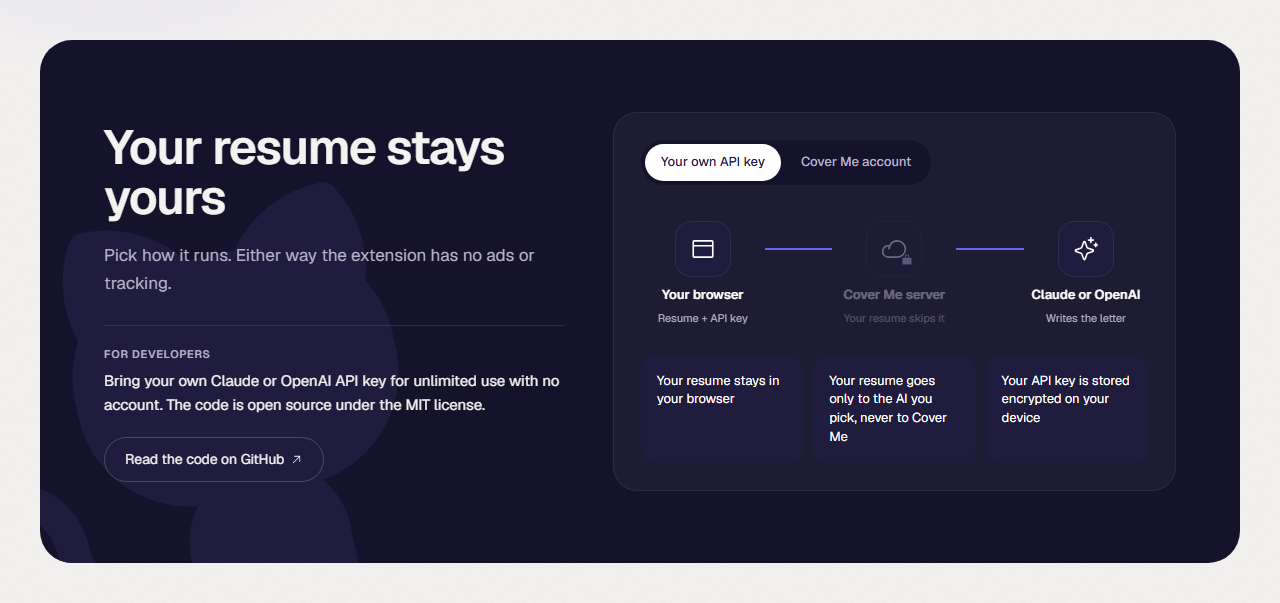 Your resume stays
yours
Pick how it runs. Either way the extension has no ads or
tracking.
FOR DEVELOPERS
Bring your own Claude or OpenAI API key for unlimited use with no
account. The code is open source under the MIT license.
Read the code on GitHub
Your own API key
Cover Me account
Your browser
Resume + API key
Cover Me server
Your resume skips it
Claude or OpenAI
Writes the letter
Your resume stays in
your browser
Your resume goes
only to the AI you
pick, never to Cover
Me
Your API key is stored
encrypted on your
device